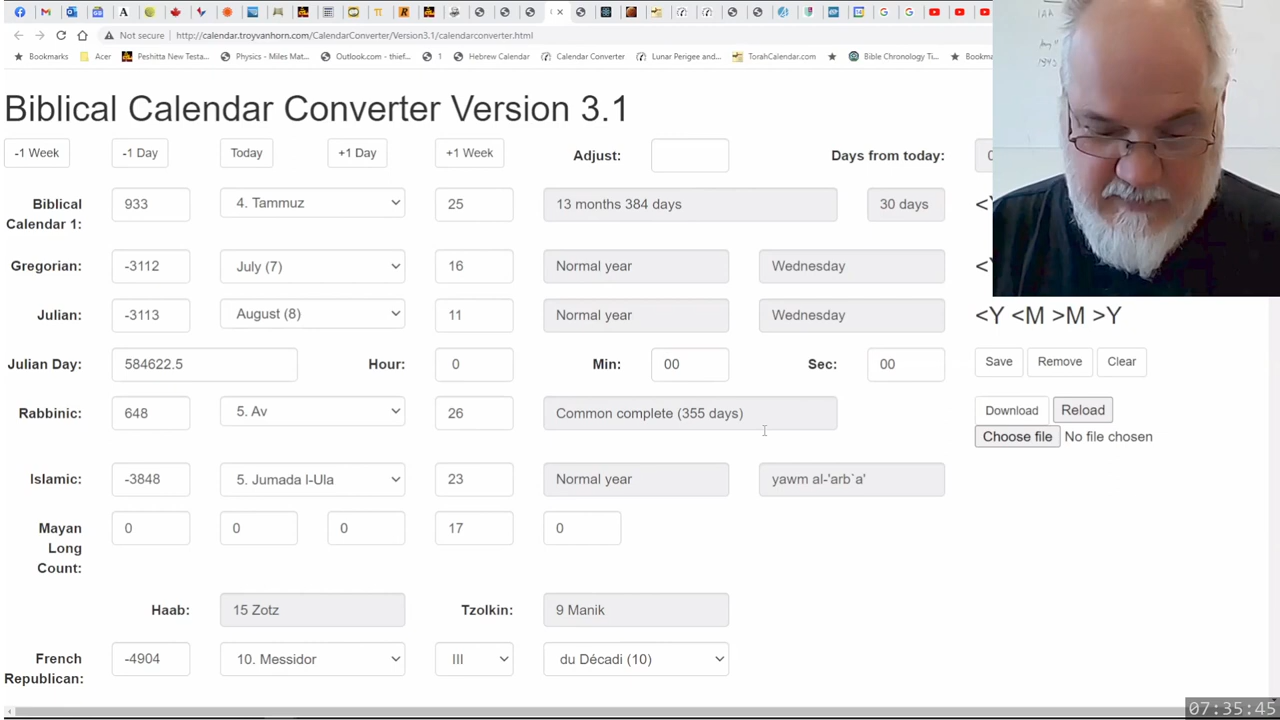 Not secure
http://calendar.troyvanhorn.com/CalendarConverter/Version3.1/calendarconverter.html
Bookmarks Acer Peshitta New Testa... Physics - Miles Mat... Outlook.com - thief... 1 Hebrew Calendar Calendar Converter Lunar Perigee and... TorahCalendar.com Bible Chronology Ti... Bookma
Biblical Calendar Converter Version 3.1
-1 Week -1 Day Today +1 Day +1 Week Adjust: Days from today: 0
Biblical Calendar 1: 933 4. Tammuz 25 13 months 384 days 30 days <
Gregorian: -3112 July (7) 16 Normal year Wednesday <
Julian: -3113 August (8) 11 Normal year Wednesday <Y <M >M >Y
Julian Day: 584622.5 Hour: 0 Min: 00 Sec: 00 Save Remove Clear
Rabbinic: 648 5. Av 26 Common complete (355 days) Download Reload
Choose file No file chosen
Islamic: -3848 5. Jumada l-Ula 23 Normal year yawm al-'arb`a'
Mayan Long Count: 0 0 0 17 0
Haab: 15 Zotz Tzolkin: 9 Manik
French Republican: -4904 10. Messidor III du Décadi (10)
07:35:45